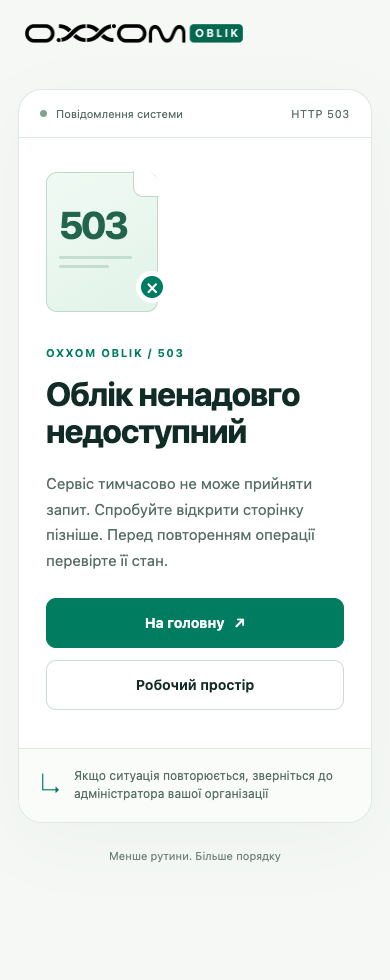 OXXOM OBLIK
Повідомлення системи HTTP 503
503
OXXOM OBLIK / 503
Облік ненадовго
недоступний
Сервіс тимчасово не може прийняти
запит. Спробуйте відкрити сторінку
пізніше. Перед повторенням операції
перевірте її стан.
На головну
Робочий простір
Якщо ситуація повторюється, зверніться до
адміністратора вашої організації
Менше рутини. Більше порядку